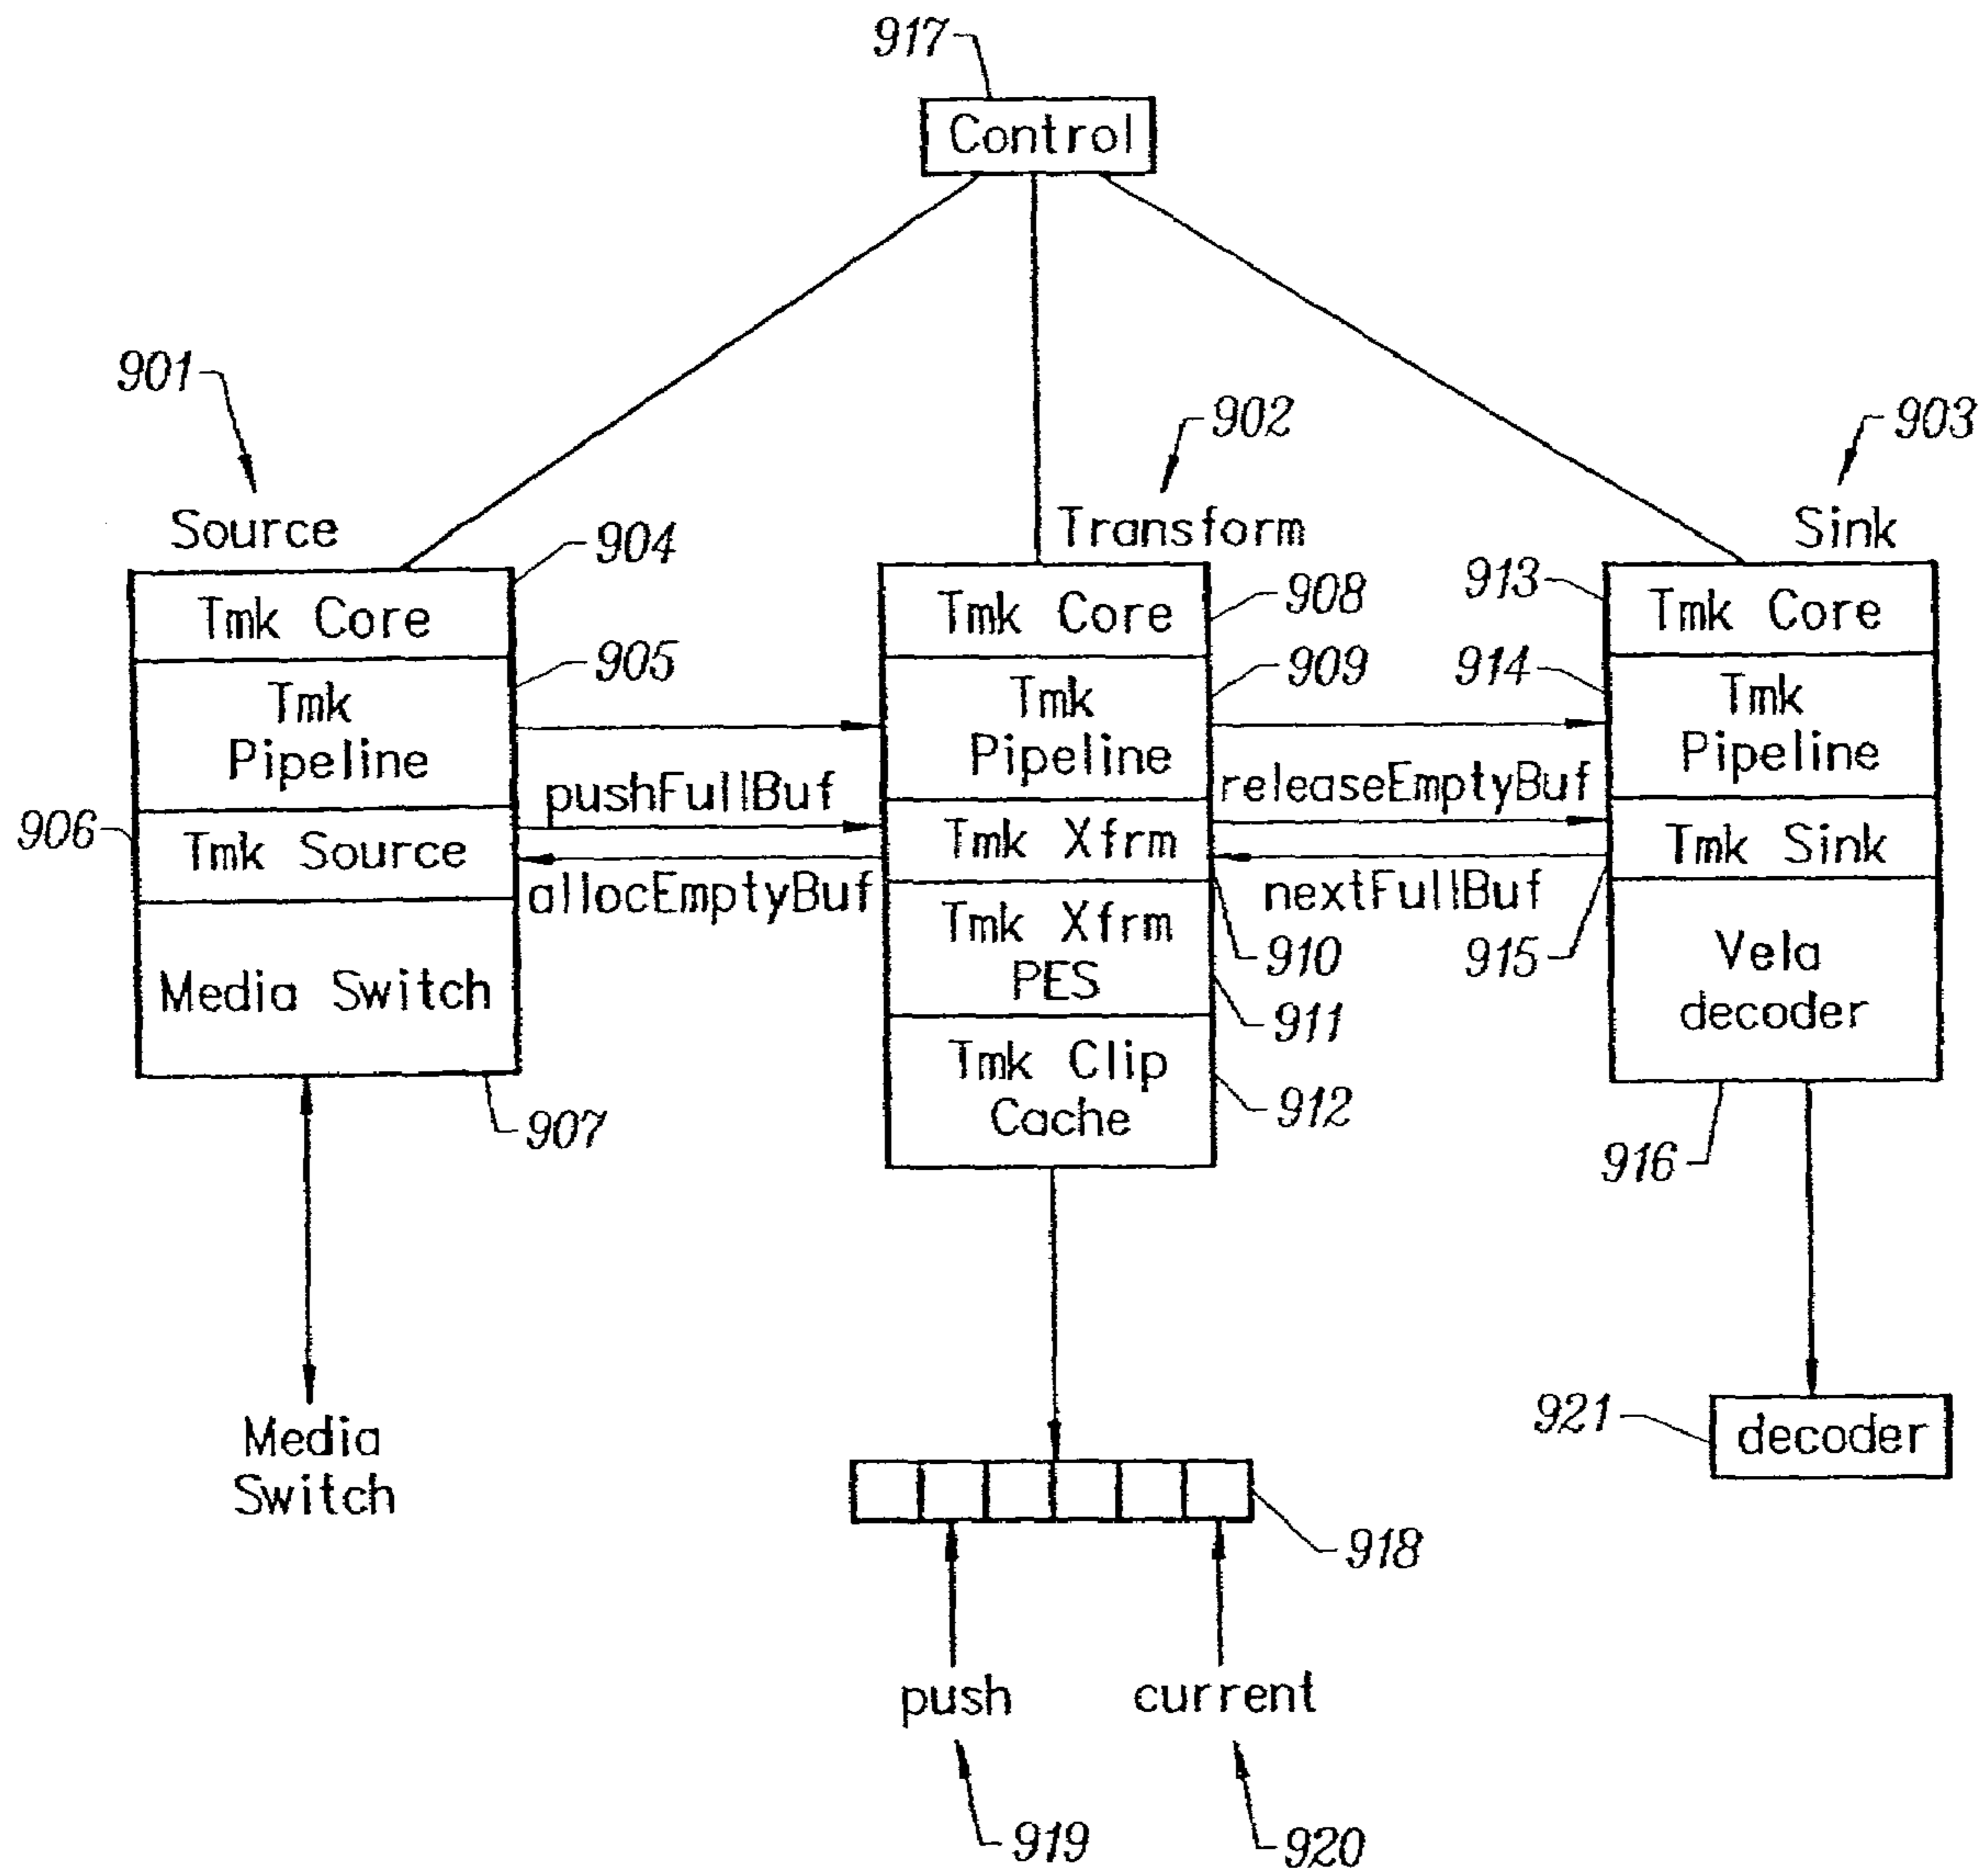 917
Control
901
902
903
Source
Transform
Sink
904
Tmk Core
905
Tmk
Pipeline
906
Tmk Source
Media Switch
907
pushFullBuf
allocEmptyBuf
908
Tmk Core
909
Tmk
Pipeline
Tmk Xfrm
910
Tmk Xfrm
PES
911
Tmk Clip
Cache
912
releaseEmptyBuf
nextFullBuf
913
Tmk Core
914
Tmk
Pipeline
Tmk Sink
915
Vela
decoder
916
Media
Switch
918
push
current
919
920
921
decoder